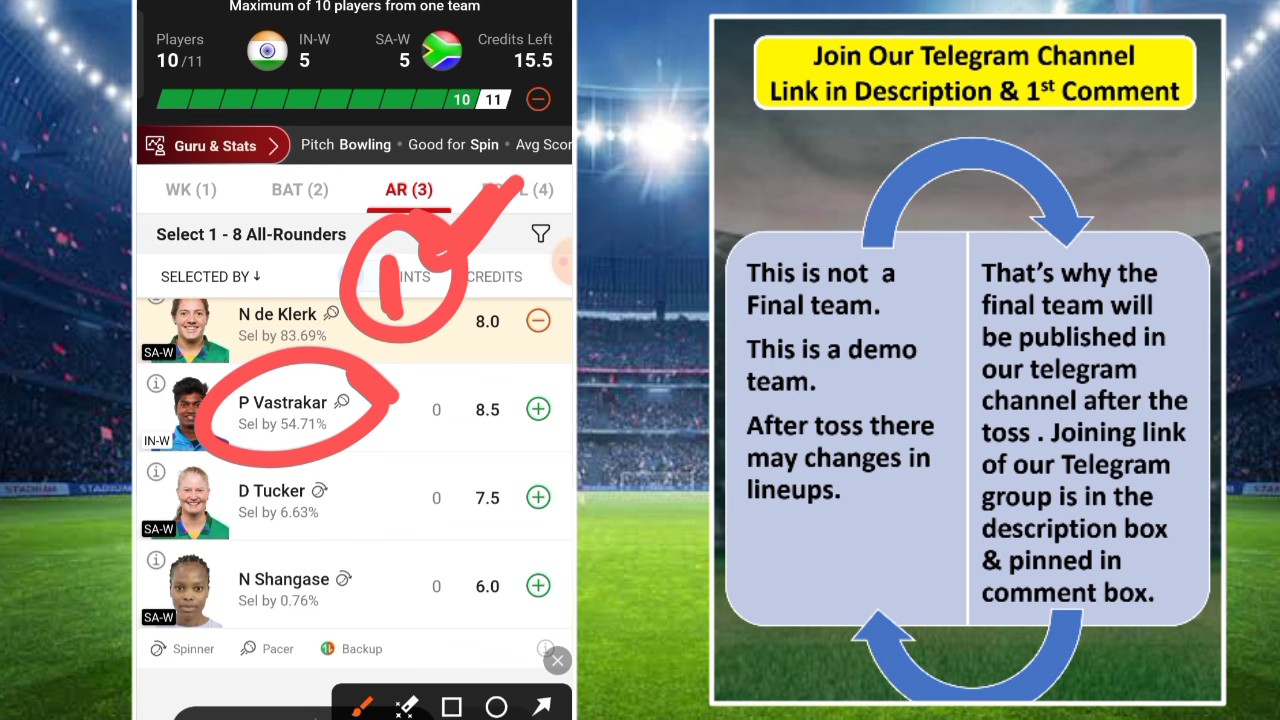 Maximum of 10 players from one team
Players
10 /11
IN-W
5
SA-W
5
Credits Left
15.5
10
11
Guru & Stats
Pitch Bowling • Good for Spin • Avg Scor
WK (1)
BAT (2)
AR (3)
L (4)
Select 1 - 8 All-Rounders
SELECTED BY
INTS
CREDITS
1
N de Klerk
Sel by 83.69%
8.0
SA-W
P Vastrakar
Sel by 54.71%
0
8.5
IN-W
D Tucker
Sel by 6.63%
0
7.5
SA-W
N Shangase
Sel by 0.76%
0
6.0
SA-W
Spinner
Pacer
Backup
Join Our Telegram Channel
Link in Description & 1st Comment
This is not a
Final team.
This is a demo
team.
After toss there
may changes in
lineups.
That's why the
final team will
be published in
our telegram
channel after the
toss . Joining link
of our Telegram
group is in the
description box
& pinned in
comment box.